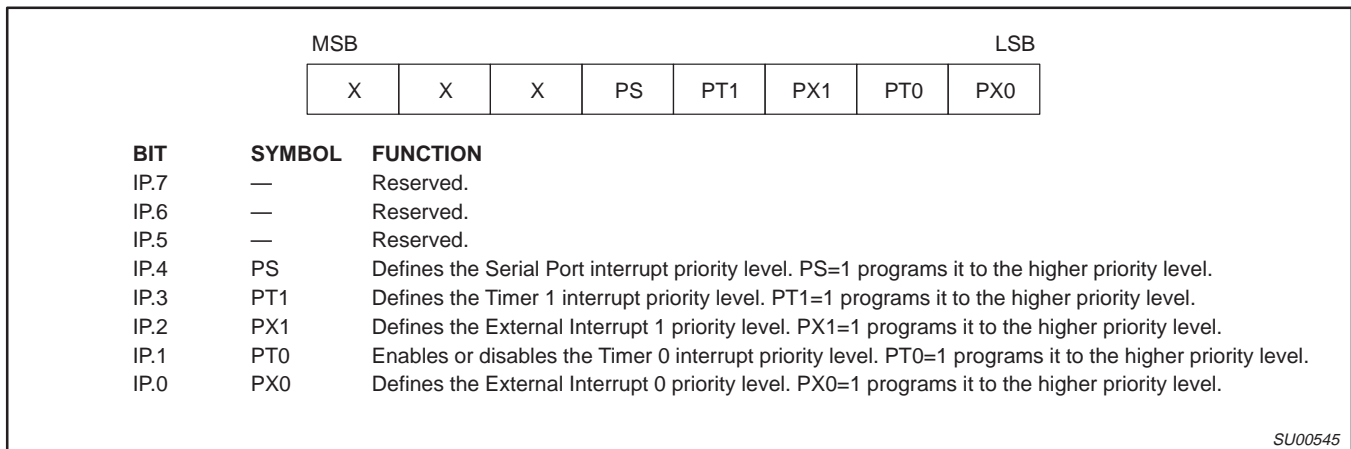 MSB LSB
X X X PS PT1 PX1 PT0 PX0
BIT SYMBOL FUNCTION
IP.7 — Reserved.
IP.6 — Reserved.
IP.5 — Reserved.
IP.4 PS Defines the Serial Port interrupt priority level. PS=1 programs it to the higher priority level.
IP.3 PT1 Defines the Timer 1 interrupt priority level. PT1=1 programs it to the higher priority level.
IP.2 PX1 Defines the External Interrupt 1 priority level. PX1=1 programs it to the higher priority level.
IP.1 PT0 Enables or disables the Timer 0 interrupt priority level. PT0=1 programs it to the higher priority level.
IP.0 PX0 Defines the External Interrupt 0 priority level. PX0=1 programs it to the higher priority level.
SU00545